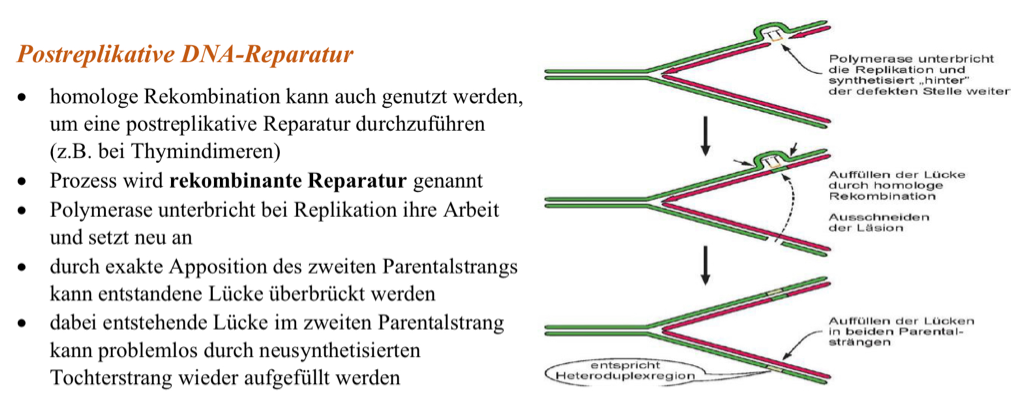 Postreplikative DNA-Reparatur
• homologe Rekombination kann auch genutzt werden,
um eine postreplikative Reparatur durchzuführen
(z.B. bei Thymindimeren)
• Prozess wird rekombinante Reparatur genannt
• Polymerase unterbricht bei Replikation ihre Arbeit
und setzt neu an
• durch exakte Apposition des zweiten Parentalstrangs
kann entstandene Lücke überbrückt werden
• dabei entstehende Lücke im zweiten Parentalstrang
kann problemlos durch neusynthetisierten
Tochterstrang wieder aufgefüllt werden
Polymerase unterbricht
die Replikation und
synthetisiert „hinter"
der defekten Stelle weiter
Auffüllen der Lücke
durch homologe
Rekombination
Ausschneiden
der Läsion
Auffüllen der Lücken
in beiden Parental-
strängen
entspricht
Heteroduplexregion